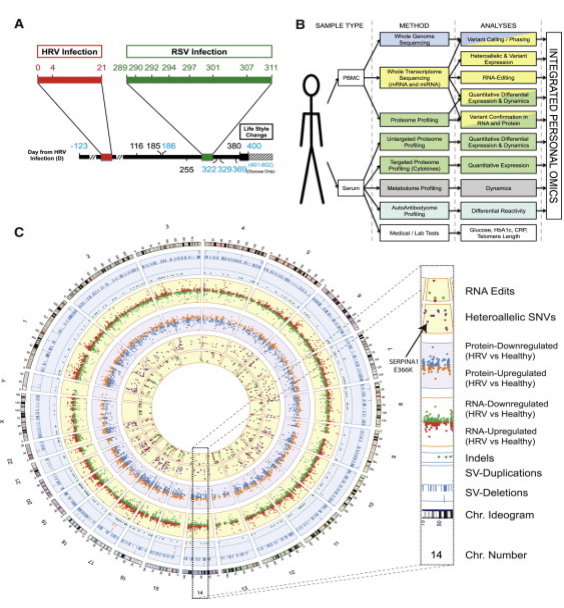 A
HRV Infection
RSV Infection
0 4 21
289 290 292 294 297 301 307 311
Life Style
Change
-123
116 185 186
380 400
Day from HRV
Infection (D)
255
322 329 369
B
SAMPLE TYPE
METHOD
ANALYSES
PBMC
Serum
Whole Genome
Sequencing
Whole Transcriptome
Sequencing
(mRNA and miRNA)
Proteome Profiling
Untargeted Proteome
Profiling
Targeted Proteome
Profiling (Cytokines)
Metabolome Profiling
AutoAntibodyome
Profiling
Medical / Lab Tests
Variant Calling / Phasing
Heteroallelic & Variant
Expression
RNA-Editing
Quantitative Differential
Expression & Dynamics
Variant Confirmation in
RNA and Protein
Quantitative Differential
Expression & Dynamics
Quantitative Expression
Dynamics
Differential Reactivity
Glucose, HbA1c, CRP,
Telomere Length
INTEGRATED PERSONAL OMICS
C
3
4
14
RNA Edits
Heteroallelic SNVs
SERPINA1
E366K
Protein-Downregulated
(HRV vs Healthy)
Protein-Upregulated
(HRV vs Healthy)
RNA-Downregulated
(HRV vs Healthy)
RNA-Upregulated
(HRV vs Healthy)
Indels
SV-Duplications
SV-Deletions
Chr. Ideogram
14 Chr. Number